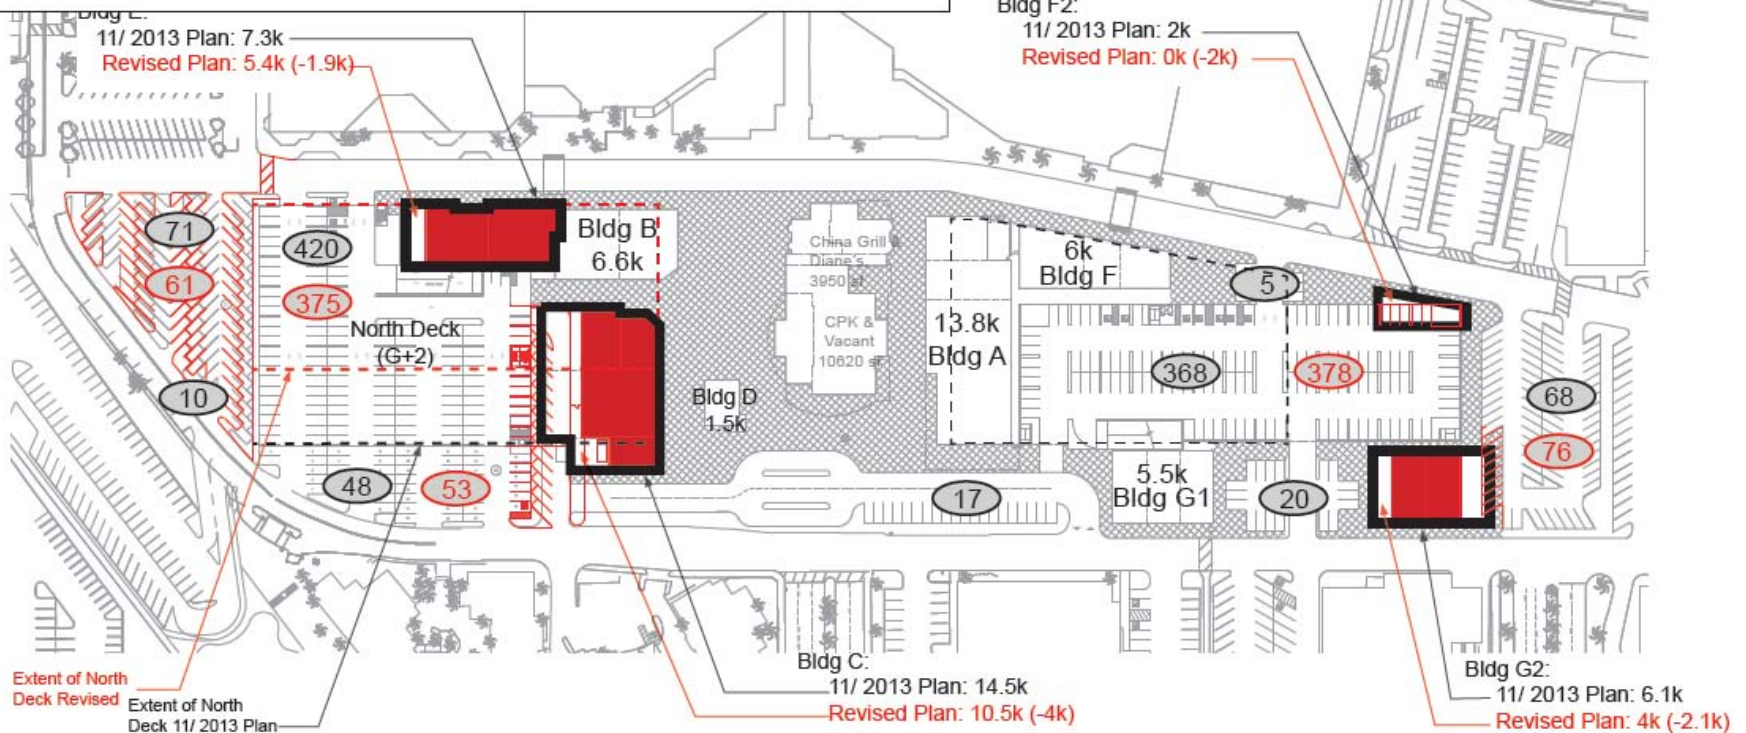 Bldg E:
11/ 2013 Plan: 7.3k
Revised Plan: 5.4k (-1.9k)
Bldg F2:
11/ 2013 Plan: 2k
Revised Plan: 0k (-2k)
71
61
10
420
375
North Deck
(G+2)
48
53
Bldg B
6.6k
China Grill &
Diane's
3950 sf
CPK &
Vacant
10620 sf
Bldg D
1.5k
13.8k
Bldg A
6k
Bldg F
5
368
378
68
76
17
5.5k
Bldg G1
20
Extent of North
Deck Revised
Extent of North
Deck 11/ 2013 Plan
Bldg C:
11/ 2013 Plan: 14.5k
Revised Plan: 10.5k (-4k)
Bldg G2:
11/ 2013 Plan: 6.1k
Revised Plan: 4k (-2.1k)